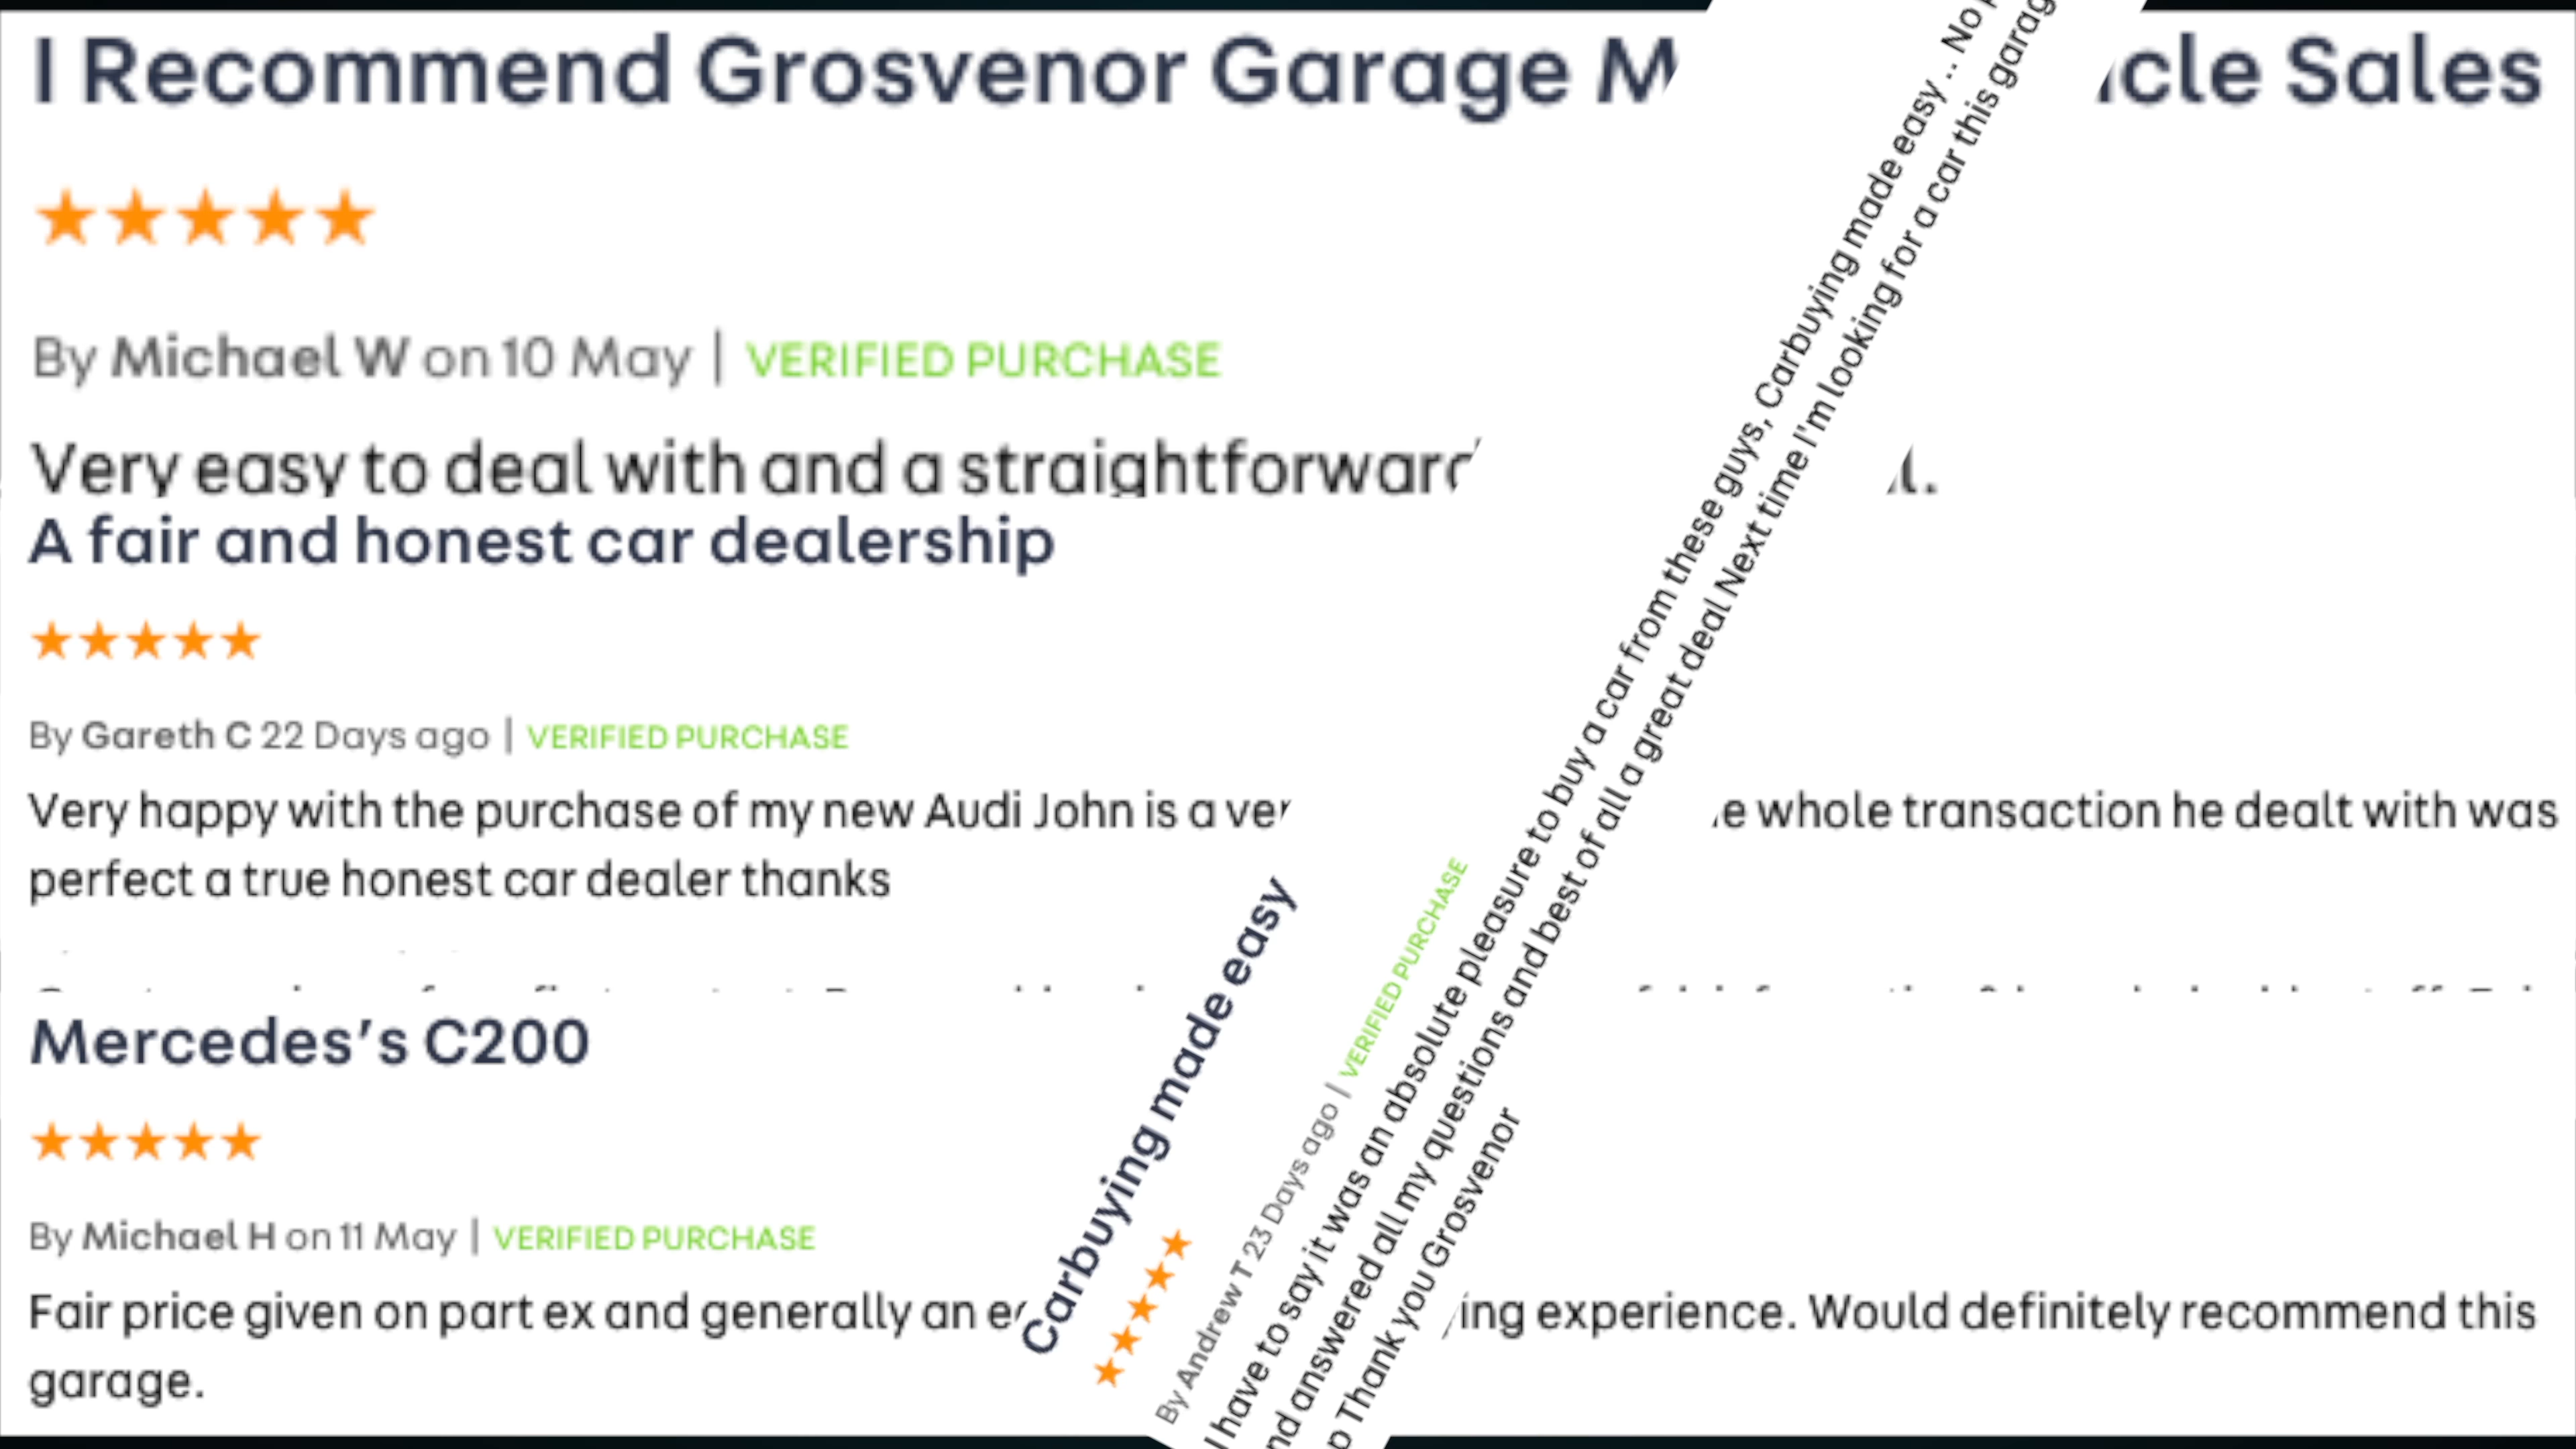 I Recommend Grosvenor Garage Sales
By Michael W on 10 May | VERIFIED PURCHASE
Very easy to deal with and a
A fair and honest car dealership
By Gareth C 22 Days ago | VERIFIED PURCHASE
Very happy with the purchase of my new Audi John is a whole transaction he dealt with was
perfect a true honest car dealer thanks
Mercedes's C200
By Michael H on 11 May | VERIFIED PURCHASE
Fair price given on part ex and generally an experience. Would definitely recommend this
garage.
Carbuying made easy
By Andrew T 23 Days ago | VERIFIED PURCHASE
I have to say it was an absolute pleasure to buy a car from these guys, Carbuying made easy .. No
answered all my questions and best of all a great deal Next time I'm looking for a car this
Thank you Grosvenor